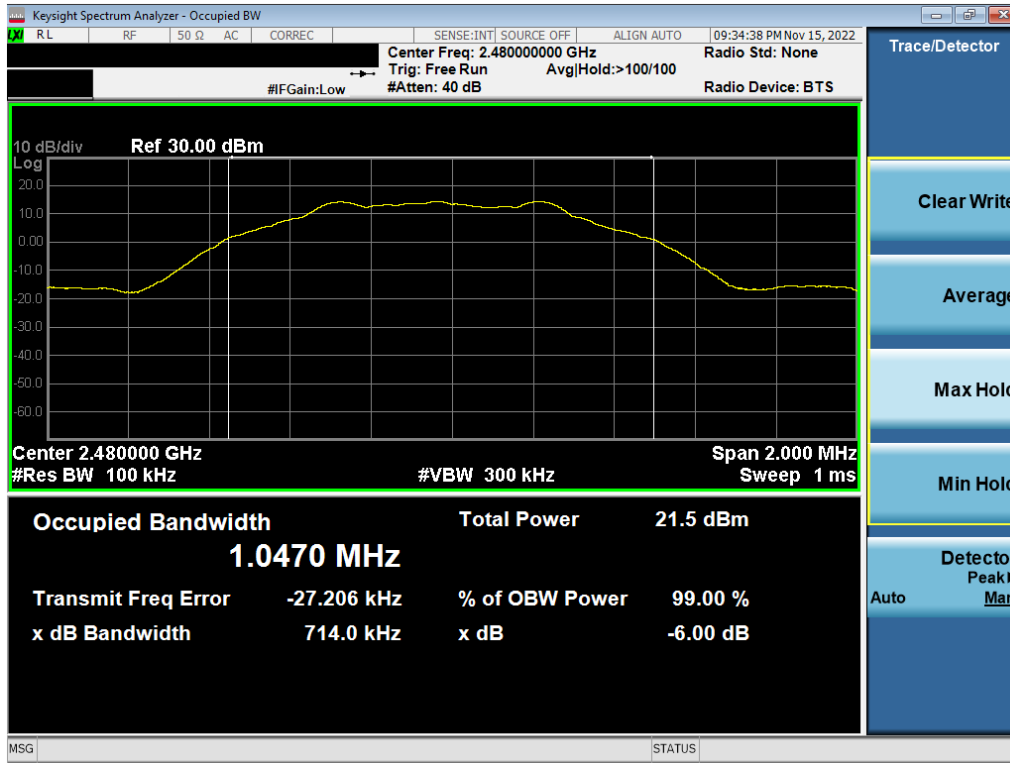 Keysight Spectrum Analyzer - Occupied BW
LXI RL RF 50 Ω AC CORREC SENSE:INT SOURCE OFF ALIGN AUTO 09:34:38 PM Nov 15, 2022
Center Freq: 2.480000000 GHz Radio Std: None
Trig: Free Run Avg|Hold:>100/100
#IFGain:Low #Atten: 40 dB Radio Device: BTS
10 dB/div Ref 30.00 dBm
Log
20.0
10.0
0.00
-10.0
-20.0
-30.0
-40.0
-50.0
-60.0
Center 2.480000 GHz Span 2.000 MHz
#Res BW 100 kHz #VBW 300 kHz Sweep 1 ms
Occupied Bandwidth Total Power 21.5 dBm
1.0470 MHz
Transmit Freq Error -27.206 kHz % of OBW Power 99.00 %
x dB Bandwidth 714.0 kHz x dB -6.00 dB
MSG STATUS
Trace/Detector
Clear Write
Average
Max Hold
Min Hold
Detecto
Peak
Auto Man